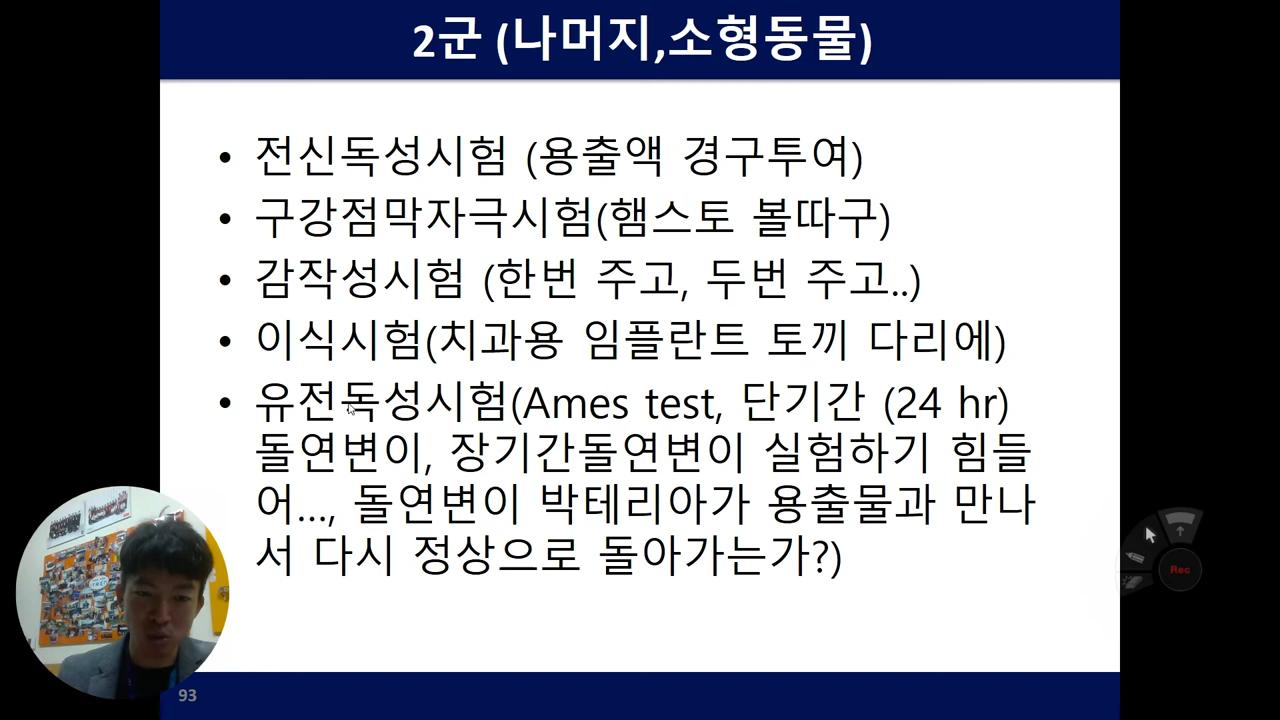 2군 (나머지,소형동물)
• 전신독성시험 (용출액 경구투여)
• 구강점막자극시험(햄스토 볼따구)
• 감작성시험 (한번 주고, 두번 주고..)
• 이식시험(치과용 임플란트 토끼 다리에)
• 유전독성시험(Ames test, 단기간 (24 hr)
돌연변이, 장기간돌연변이 실험하기 힘들
어..., 돌연변이 박테리아가 용출물과 만나
서 다시 정상으로 돌아가는가?)
Rec
93